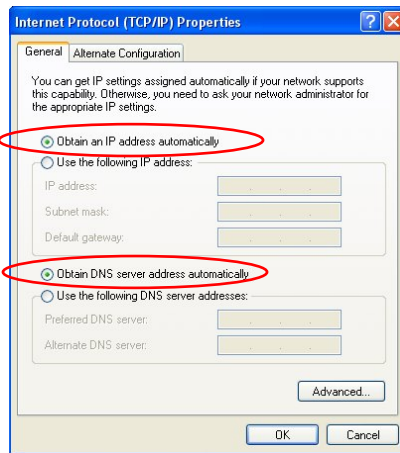 Internet Protocol (TCP/IP) Properties
General
Alternate Configuration
You can get IP settings assigned automatically if your network supports
this capability. Otherwise, you need to ask your network administrator for
the appropriate IP settings.
Obtain an IP address automatically
Use the following IP address:
IP address:
Subnet mask:
Default gateway:
Obtain DNS server address automatically
Use the following DNS server addresses:
Preferred DNS server:
Alternate DNS server:
Advanced...
OK
Cancel